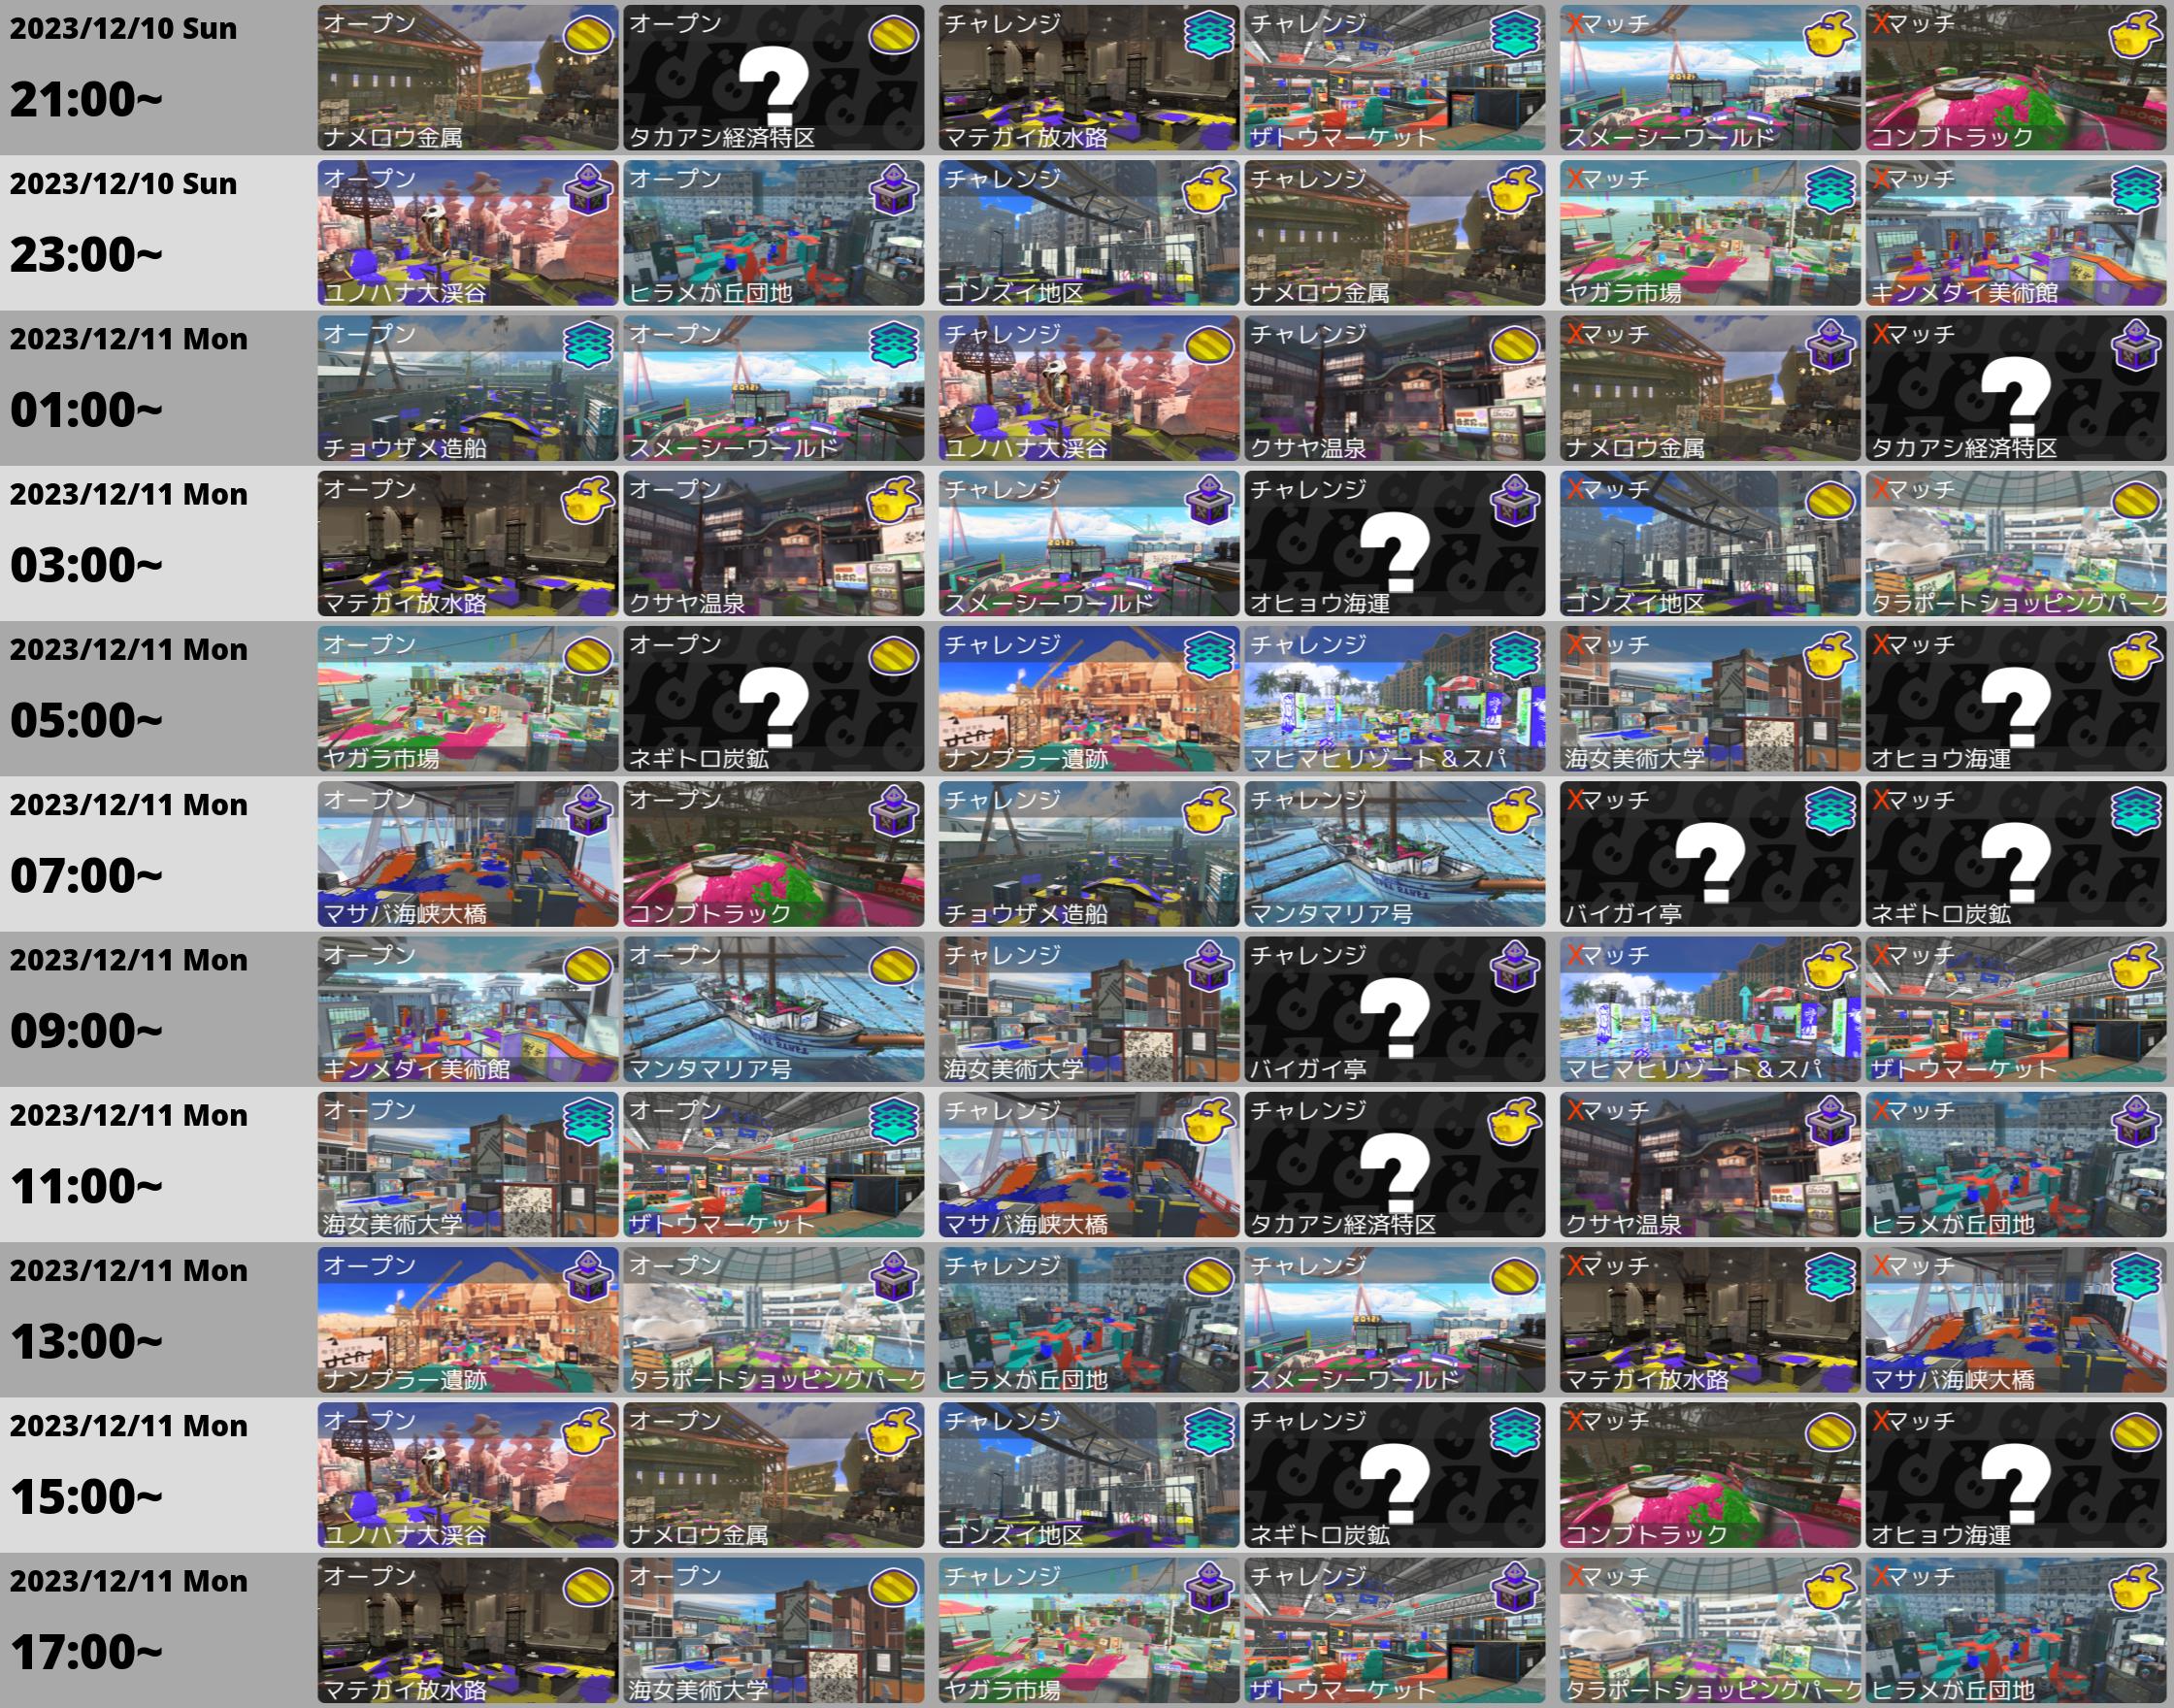 2023/12/10 Sun
21:00~
オープン オープン チャレンジ チャレンジ Xマッチ Xマッチ
ナメロウ金属 タカアシ経済特区 マテガイ放水路 ザトウマーケット スメーシーワールド コンブトラック
2023/12/10 Sun
23:00~
オープン オープン チャレンジ チャレンジ Xマッチ Xマッチ
ユノハナ大渓谷 ヒラメが丘団地 ゴンズイ地区 ナメロウ金属 ヤガラ市場 キンメダイ美術館
2023/12/11 Mon
01:00~
オープン オープン チャレンジ チャレンジ Xマッチ Xマッチ
チョウザメ造船 スメーシーワールド ユノハナ大渓谷 クサヤ温泉 ナメロウ金属 タカアシ経済特区
2023/12/11 Mon
03:00~
オープン オープン チャレンジ チャレンジ Xマッチ Xマッチ
マテガイ放水路 クサヤ温泉 スメーシーワールド オヒョウ海運 ゴンズイ地区 タラポートショッピングパーク
2023/12/11 Mon
05:00~
オープン オープン チャレンジ チャレンジ Xマッチ Xマッチ
ヤガラ市場 ネギトロ炭鉱 ナンプラー遺跡 マヒマヒリゾート＆スパ 海女美術大学 オヒョウ海運
2023/12/11 Mon
07:00~
オープン オープン チャレンジ チャレンジ Xマッチ Xマッチ
マサバ海峡大橋 コンブトラック チョウザメ造船 マンタマリア号 バイガイ亭 ネギトロ炭鉱
2023/12/11 Mon
09:00~
オープン オープン チャレンジ チャレンジ Xマッチ Xマッチ
キンメダイ美術館 マンタマリア号 海女美術大学 バイガイ亭 マヒマヒリゾート＆スパ ザトウマーケット
2023/12/11 Mon
11:00~
オープン オープン チャレンジ チャレンジ Xマッチ Xマッチ
海女美術大学 ザトウマーケット マサバ海峡大橋 タカアシ経済特区 クサヤ温泉 ヒラメが丘団地
2023/12/11 Mon
13:00~
オープン オープン チャレンジ チャレンジ Xマッチ Xマッチ
ナンプラー遺跡 タラポートショッピングパーク ヒラメが丘団地 スメーシーワールド マテガイ放水路 マサバ海峡大橋
2023/12/11 Mon
15:00~
オープン オープン チャレンジ チャレンジ Xマッチ Xマッチ
ユノハナ大渓谷 ナメロウ金属 ゴンズイ地区 ネギトロ炭鉱 コンブトラック オヒョウ海運
2023/12/11 Mon
17:00~
オープン オープン チャレンジ チャレンジ Xマッチ Xマッチ
マテガイ放水路 海女美術大学 ヤガラ市場 ザトウマーケット タラポートショッピングパーク ヒラメが丘団地